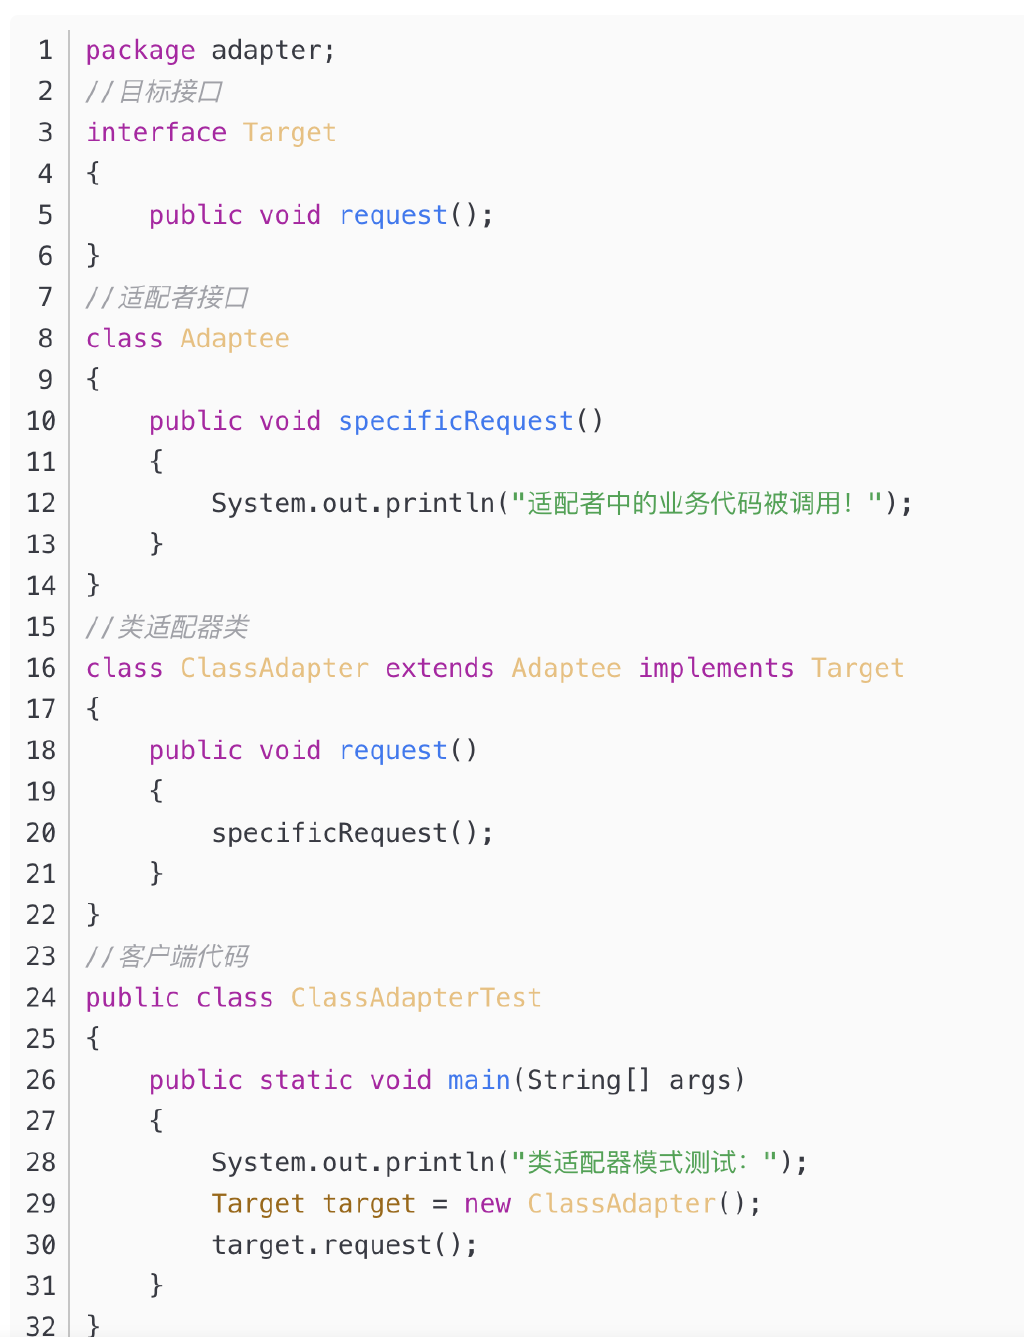 1 package adapter;
2 //目标接口
3 interface Target
4 {
5     public void request();
6 }
7 //适配者接口
8 class Adaptee
9 {
10     public void specificRequest()
11     {
12         System.out.println("适配者中的业务代码被调用！");
13     }
14 }
15 //类适配器类
16 class ClassAdapter extends Adaptee implements Target
17 {
18     public void request()
19     {
20         specificRequest();
21     }
22 }
23 //客户端代码
24 public class ClassAdapterTest
25 {
26     public static void main(String[] args)
27     {
28         System.out.println("类适配器模式测试：");
29         Target target = new ClassAdapter();
30         target.request();
31     }
32 }